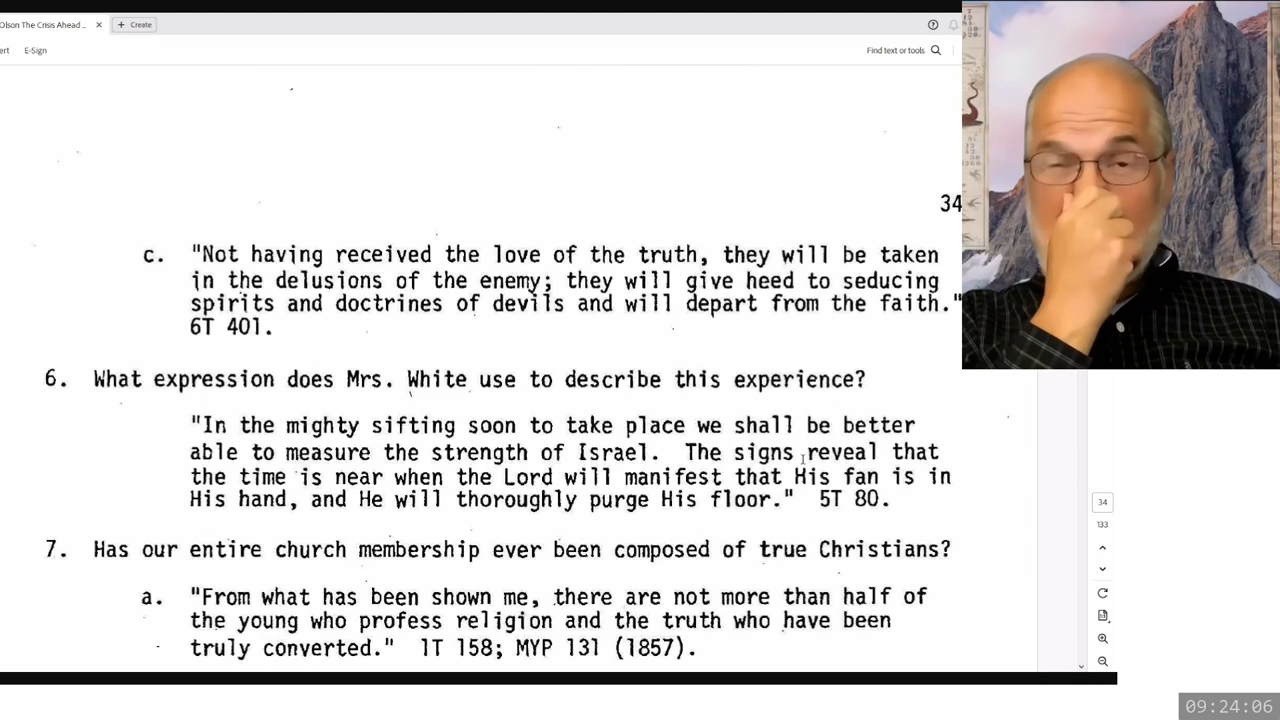 Olson The Crisis Ahead ...
Create
ert
E-Sign
Find text or tools
34
c. "Not having received the love of the truth, they will be taken
in the delusions of the enemy; they will give heed to seducing
spirits and doctrines of devils and will depart from the faith."
6T 401.
6. What expression does Mrs. White use to describe this experience?
"In the mighty sifting soon to take place we shall be better
able to measure the strength of Israel. The signs reveal that
the time is near when the Lord will manifest that His fan is in
His hand, and He will thoroughly purge His floor." 5T 80.
7. Has our entire church membership ever been composed of true Christians?
a. "From what has been shown me, there are not more than half of
the young who profess religion and the truth who have been
truly converted." 1T 158; MYP 131 (1857).
34
133
09:24:06